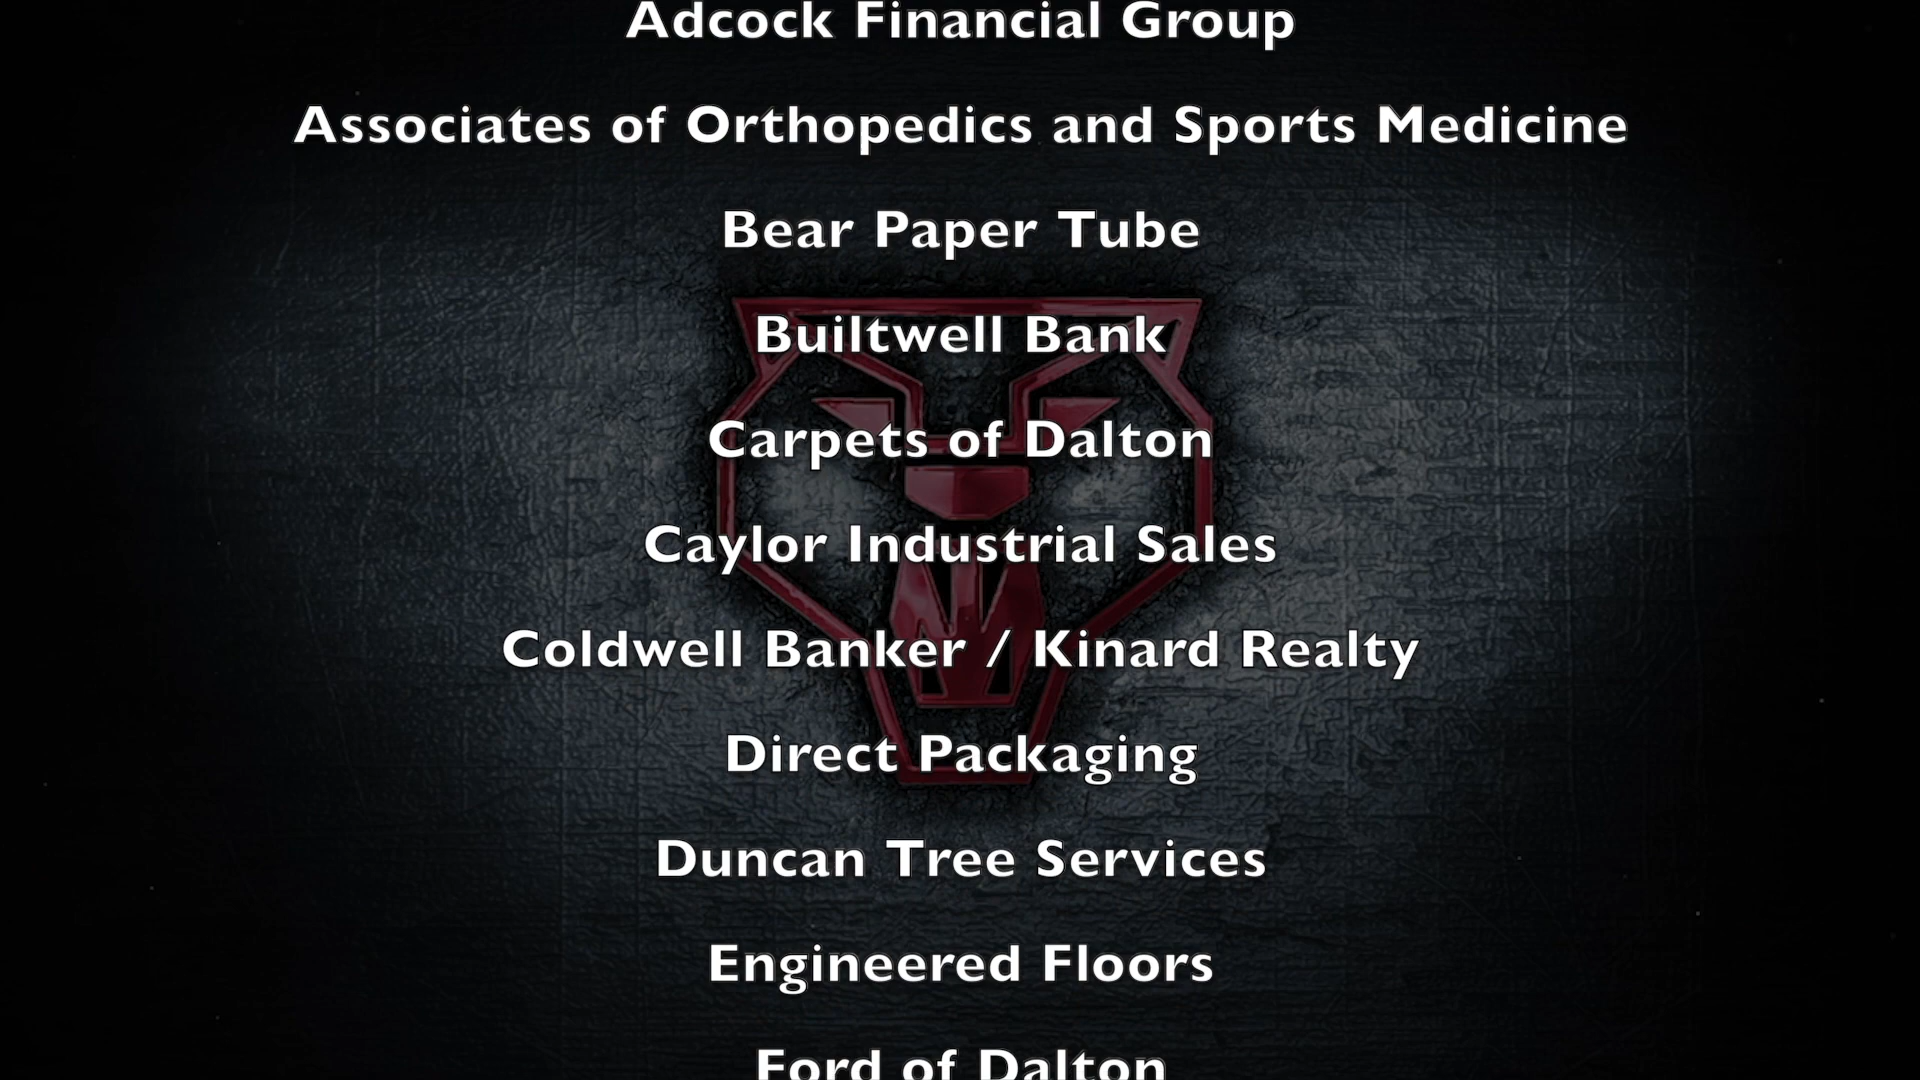 Adcock Financial Group
Associates of Orthopedics and Sports Medicine
Bear Paper Tube
Builtwell Bank
Carpets of Dalton
Caylor Industrial Sales
Coldwell Banker / Kinard Realty
Direct Packaging
Duncan Tree Services
Engineered Floors
Ford of Dalton